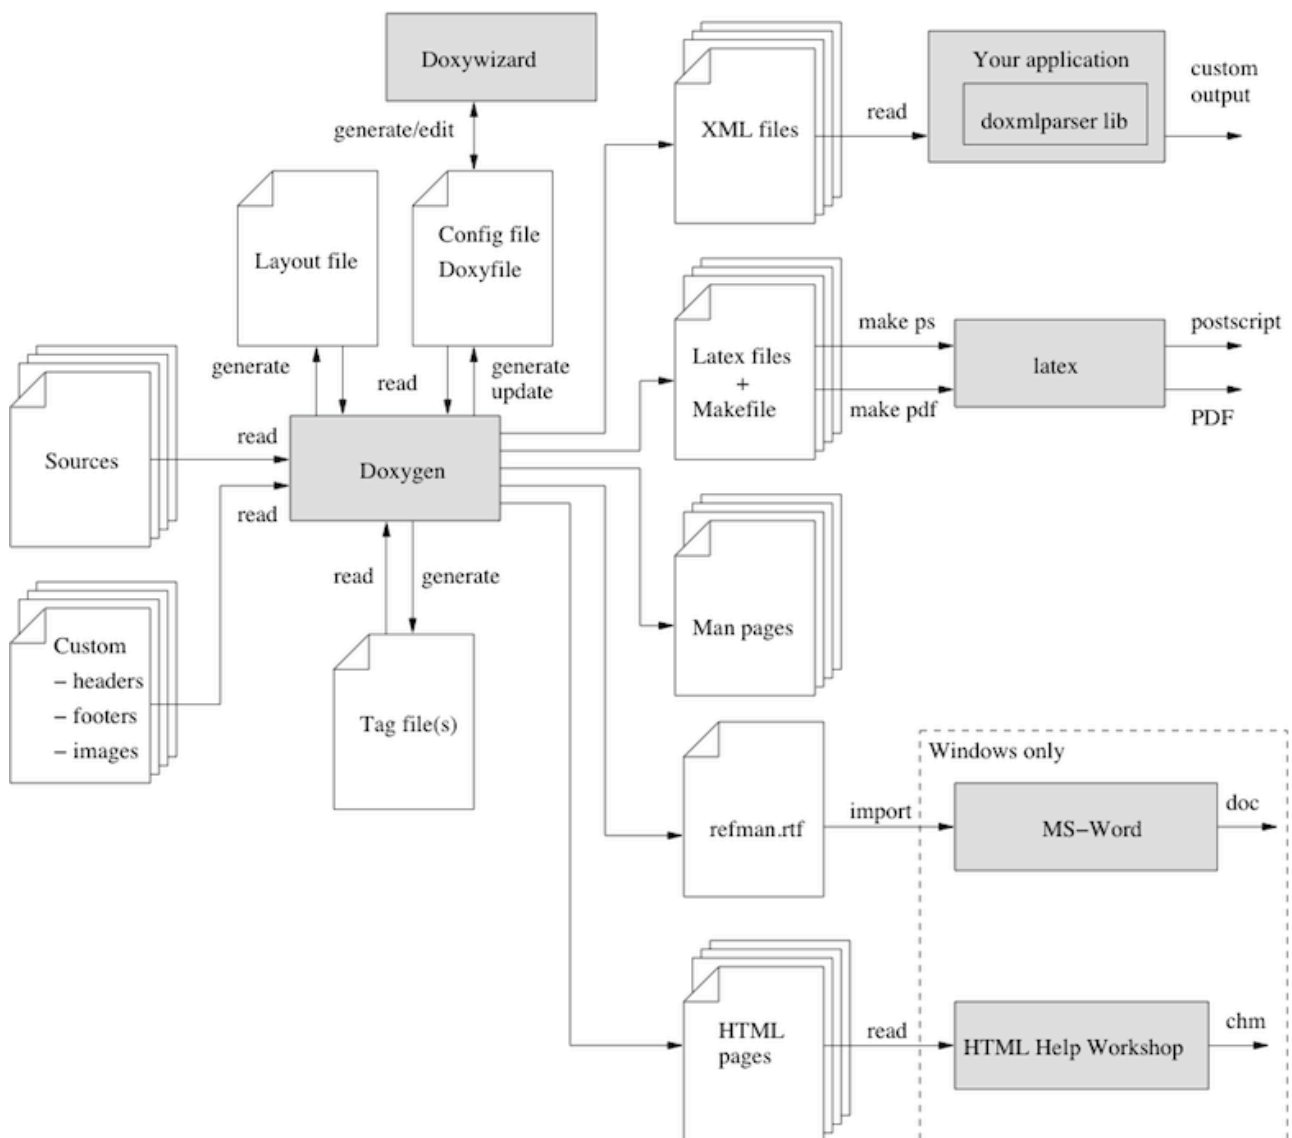 Doxywizard
generate/edit
Layout file
Config file
Doxyfile
generate
read
generate
update
Sources
read
read
Doxygen
Custom
– headers
– footers
– images
read
generate
Tag file(s)
XML files
read
Your application
doxmlparser lib
custom
output
Latex files
+
Makefile
make ps
make pdf
latex
postscript
PDF
Man pages
refman.rtf
import
Windows only
MS–Word
doc
HTML
pages
read
HTML Help Workshop
chm